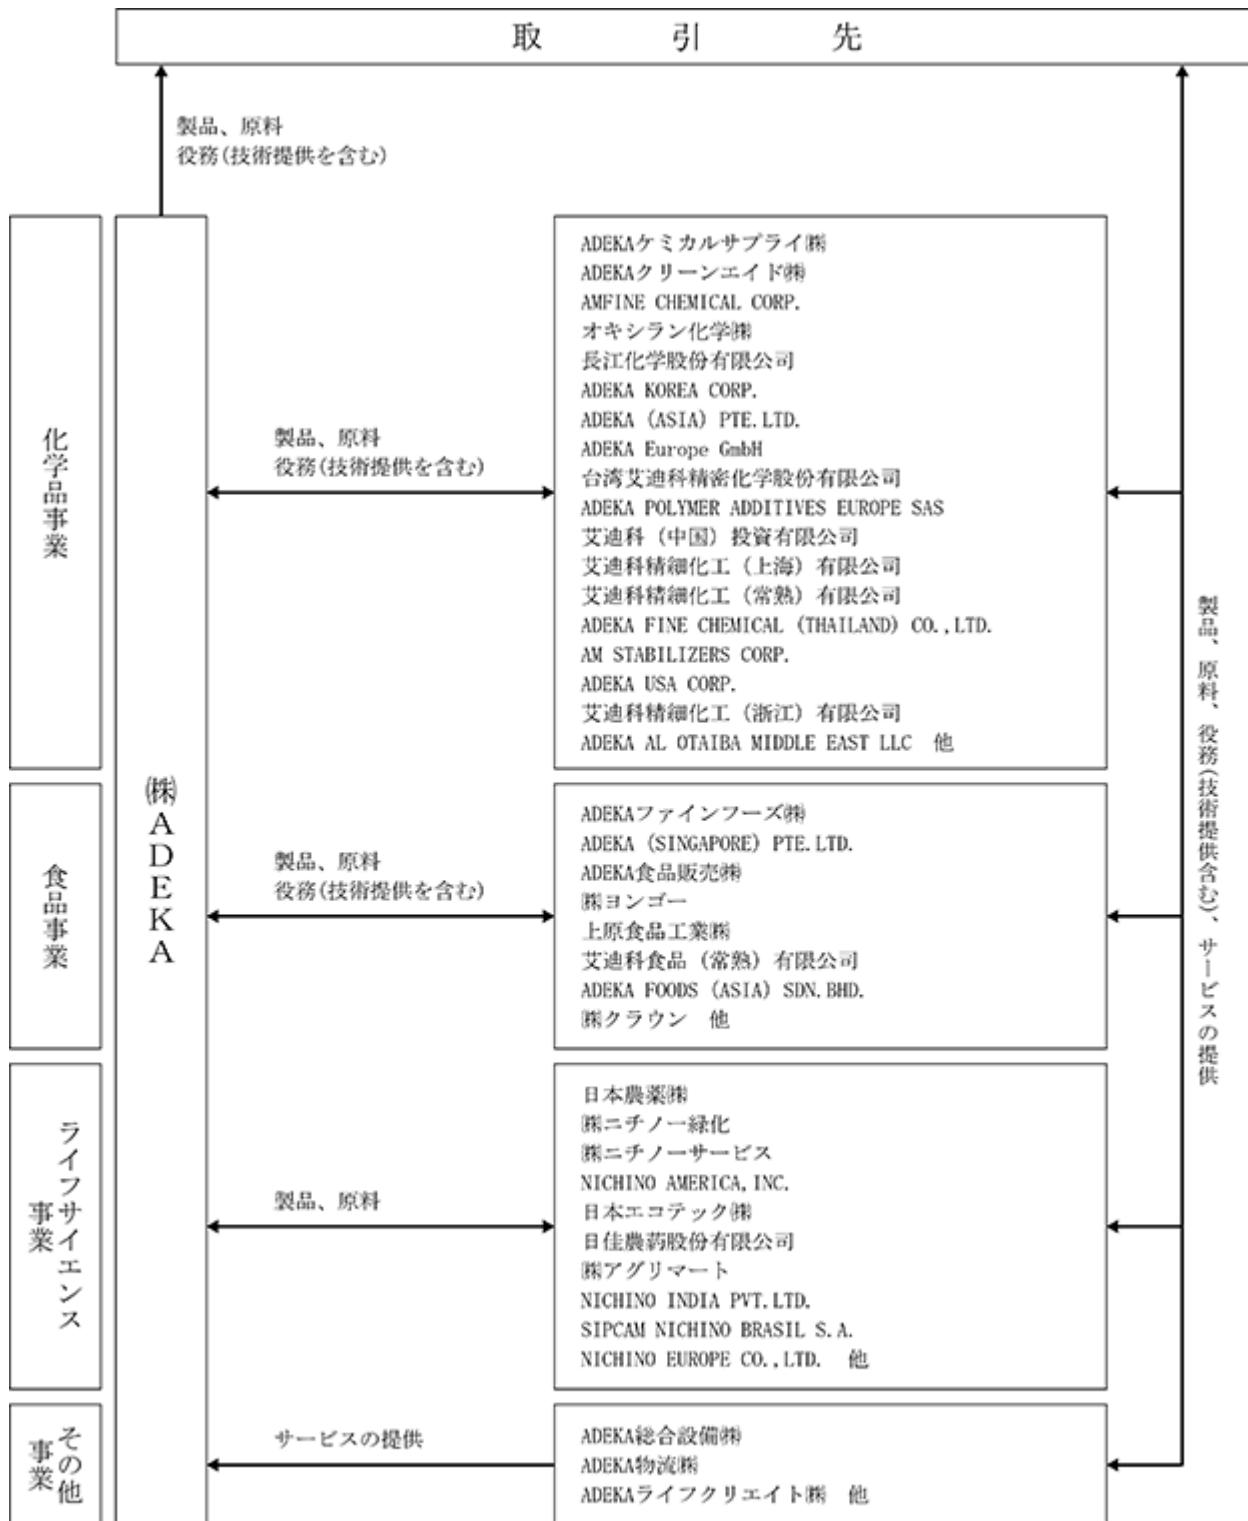 取引先
製品、原料
役務(技術提供を含む)
化学品事業
㈱ADEKA
製品、原料
役務(技術提供を含む)
ADEKAケミカルサプライ㈱
ADEKAクリーンエイド㈱
AMFINE CHEMICAL CORP.
オキシラン化学㈱
長江化学股份有限公司
ADEKA KOREA CORP.
ADEKA (ASIA) PTE.LTD.
ADEKA Europe GmbH
台湾艾迪科精密化学股份有限公司
ADEKA POLYMER ADDITIVES EUROPE SAS
艾迪科（中国）投資有限公司
艾迪科精細化工（上海）有限公司
艾迪科精細化工（常熟）有限公司
ADEKA FINE CHEMICAL (THAILAND) CO.,LTD.
AM STABILIZERS CORP.
ADEKA USA CORP.
艾迪科精細化工（浙江）有限公司
ADEKA AL OTAIBA MIDDLE EAST LLC　他
製品、原料、役務(技術提供含む)、サービスの提供
食品事業
製品、原料
役務(技術提供を含む)
ADEKAファインフーズ㈱
ADEKA (SINGAPORE) PTE.LTD.
ADEKA食品販売㈱
㈱ヨンゴー
上原食品工業㈱
艾迪科食品（常熟）有限公司
ADEKA FOODS (ASIA) SDN.BHD.
㈱クラウン　他
ライフサイエンス
事業
製品、原料
日本農薬㈱
㈱ニチノー緑化
㈱ニチノーサービス
NICHINO AMERICA,INC.
日本エコテック㈱
日佳農葯股份有限公司
㈱アグリマート
NICHINO INDIA PVT.LTD.
SIPCAM NICHINO BRASIL S.A.
NICHINO EUROPE CO.,LTD.　他
その他
事業
サービスの提供
ADEKA総合設備㈱
ADEKA物流㈱
ADEKAライフクリエイト㈱　他